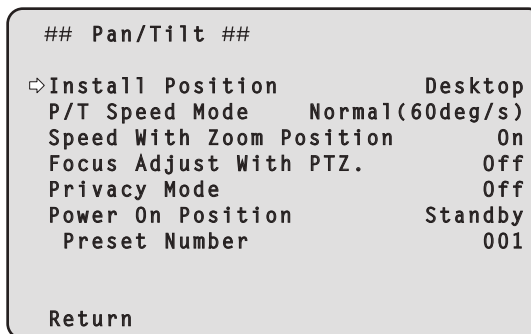 ## Pan/Tilt ##
⇨Install Position Desktop
P/T Speed Mode Normal(60deg/s)
Speed With Zoom Position On
Focus Adjust With PTZ. Off
Privacy Mode Off
Power On Position Standby
Preset Number 001
Return